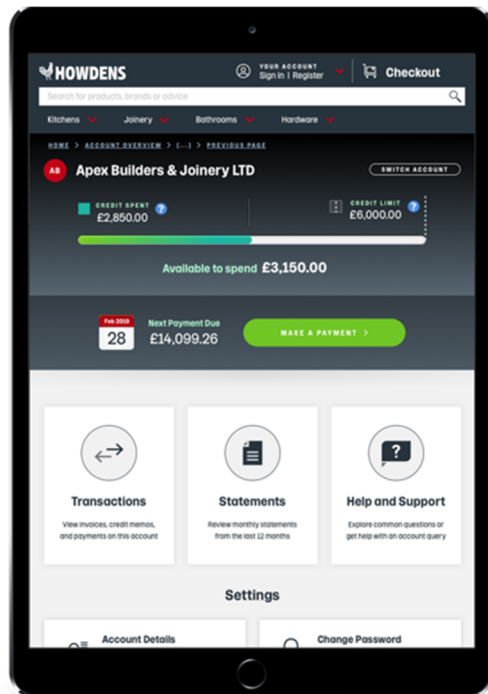 HOWDENS
YOUR ACCOUNT
Sign in | Register
Checkout
Search for products, brands or advice
Kitchens
Joinery
Bathrooms
Hardware
HOME > ACCOUNT OVERVIEW > [...] > PREVIOUS PAGE
AB
Apex Builders & Joinery LTD
SWITCH ACCOUNT
CREDIT SPENT ?
£2,850.00
CREDIT LIMIT ?
£6,000.00
Available to spend £3,150.00
Feb 2019
28
Next Payment Due
£14,099.26
MAKE A PAYMENT >
Transactions
View invoices, credit memos,
and payments on this account
Statements
Review monthly statements
from the last 12 months
?
Help and Support
Explore common questions or
get help with an account query
Settings
Account Details
Change Password